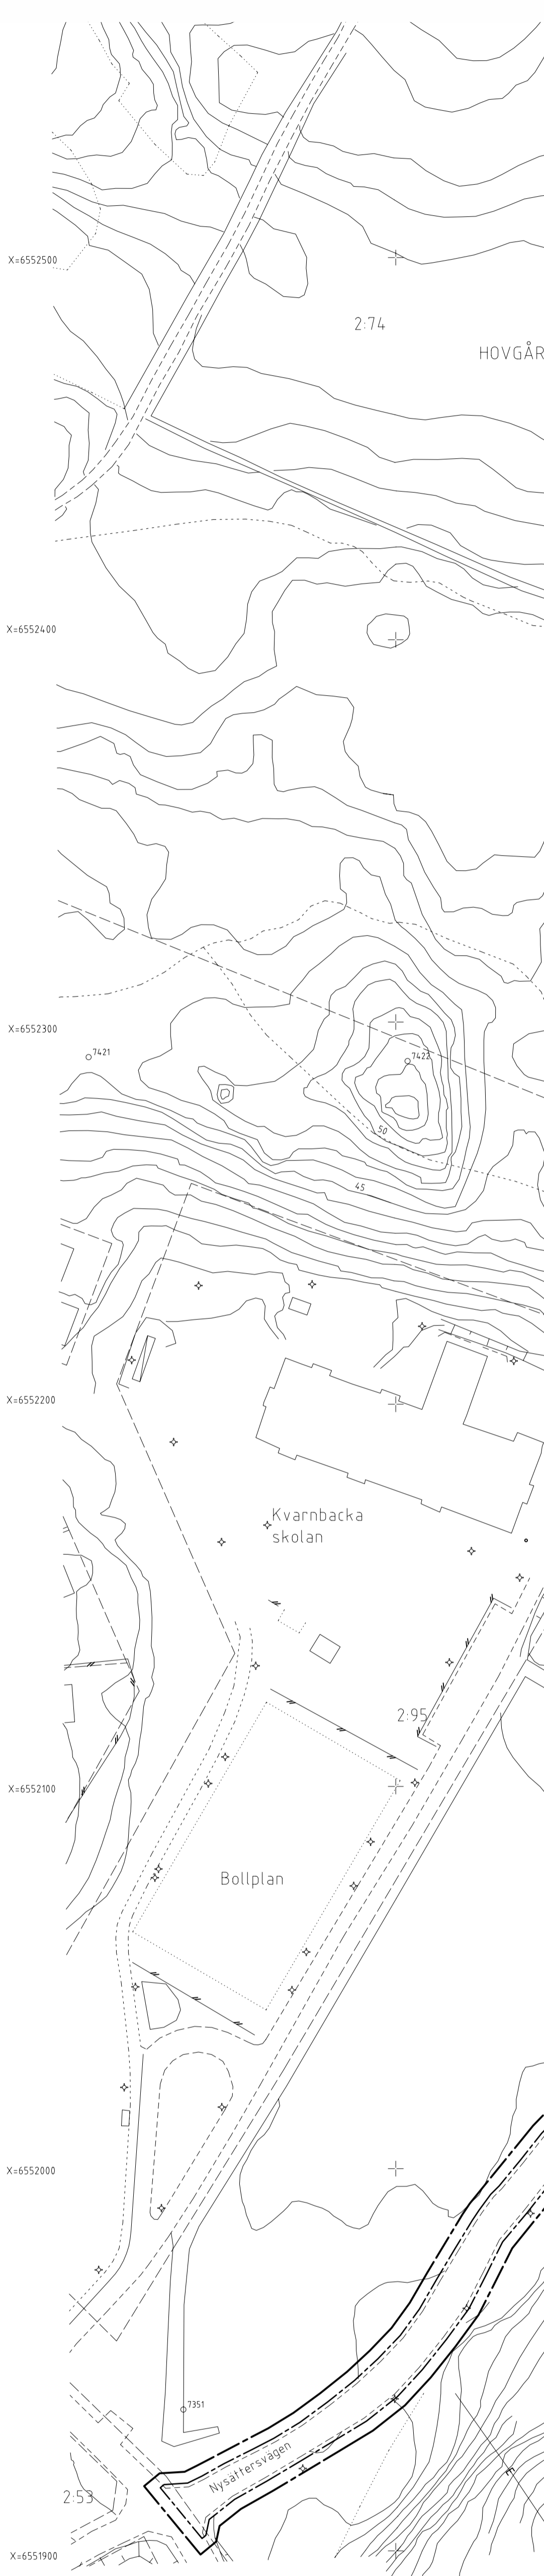 X=6552500
2:74
HOVGÅR
X=6552400
X=6552300
7421
7422
50
45
X=6552200
Kvarnbacka
skolan
2:95
X=6552100
Bollplan
X=6552000
7351
Nysättersvägen
2:53
X=6551900